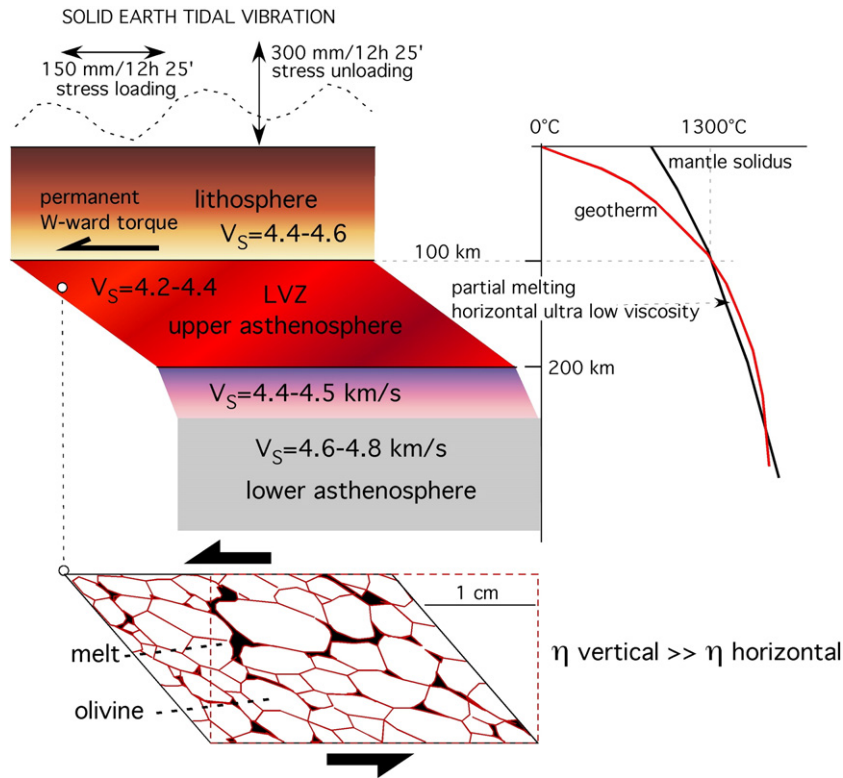 SOLID EARTH TIDAL VIBRATION
150 mm/12h 25'
stress loading
300 mm/12h 25'
stress unloading
0°C
1300°C
mantle solidus
geotherm
permanent
W-ward torque
lithosphere
V_S=4.4-4.6
100 km
V_S=4.2-4.4
LVZ
upper asthenosphere
partial melting
horizontal ultra low viscosity
200 km
V_S=4.4-4.5 km/s
V_S=4.6-4.8 km/s
lower asthenosphere
1 cm
melt
olivine
η vertical >> η horizontal